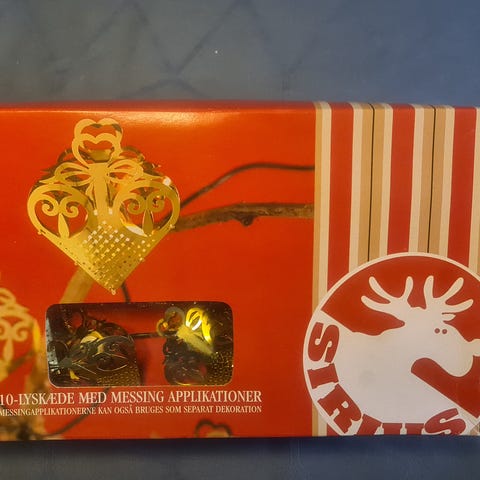 10-LYSKÆDE MED MESSING APPLIKATIONER
MESSINGAPPLIKATIONERNE KAN OGSÅ BRUGES SOM SEPARAT DEKORATION
SIRIUS